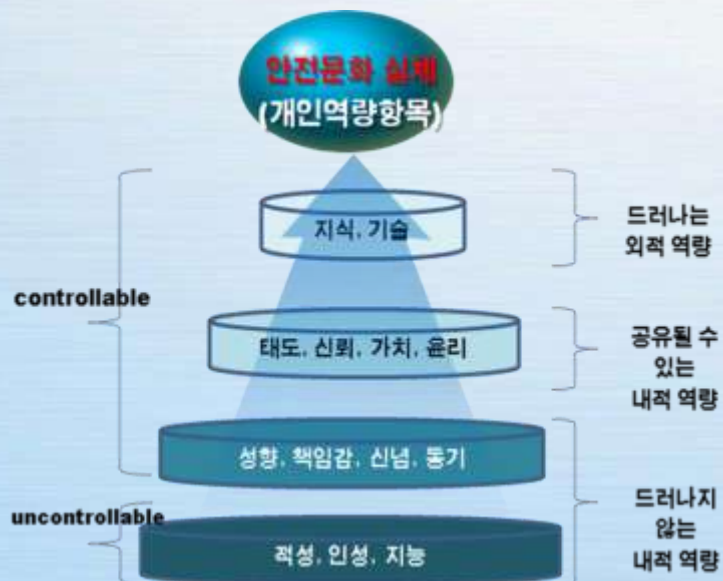 안전문화 실체
(개인역량항목)
지식, 기술
드러나는
외적 역량
controllable
태도, 신뢰, 가치, 윤리
공유될 수
있는
내적 역량
성향, 책임감, 신념, 동기
uncontrollable
적성, 인성, 지능
드러나지
않는
내적 역량